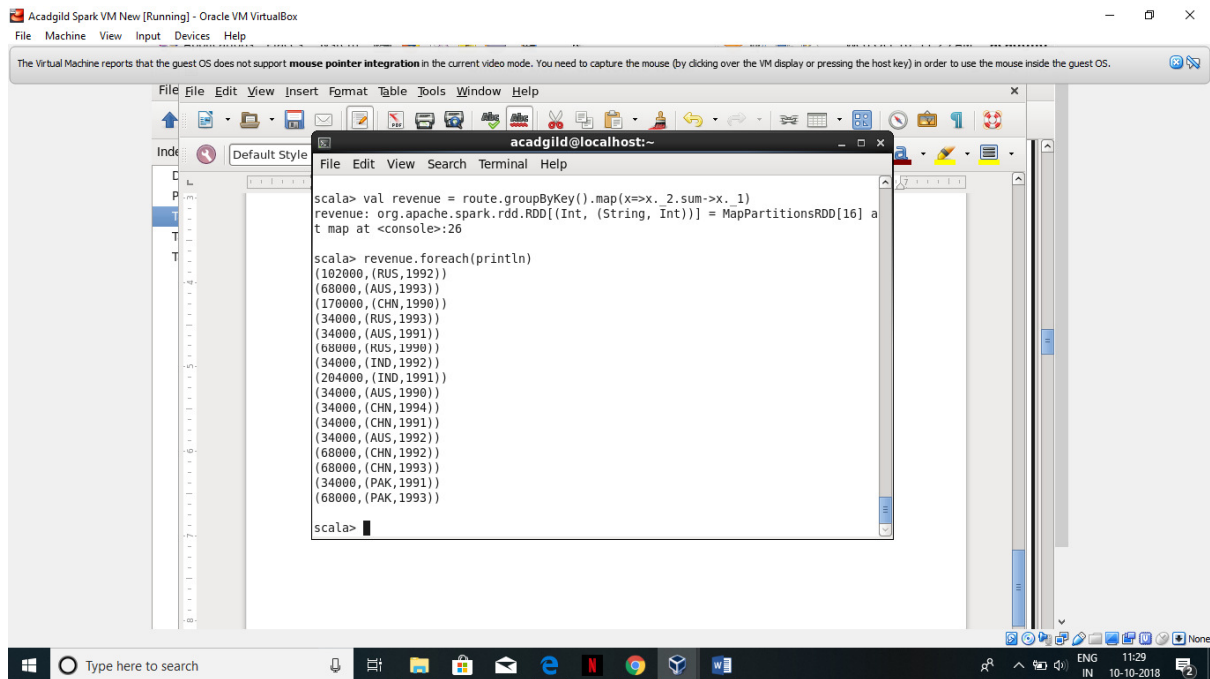 Acadgild Spark VM New [Running] - Oracle VM VirtualBox
File Machine View Input Devices Help
The Virtual Machine reports that the guest OS does not support mouse pointer integration in the current video mode. You need to capture the mouse (by clicking over the VM display or pressing the host key) in order to use the mouse inside the guest OS.
File File Edit View Insert Format Table Tools Window Help
Default Style
acadgild@localhost:~
File Edit View Search Terminal Help
scala> val revenue = route.groupByKey().map(x=>x._2.sum->x._1)
revenue: org.apache.spark.rdd.RDD[(Int, (String, Int))] = MapPartitionsRDD[16] a
t map at <console>:26
scala> revenue.foreach(println)
(102000,(RUS,1992))
(68000,(AUS,1993))
(170000,(CHN,1990))
(34000,(RUS,1993))
(34000,(AUS,1991))
(68000,(RUS,1990))
(34000,(IND,1992))
(204000,(IND,1991))
(34000,(AUS,1990))
(34000,(CHN,1994))
(34000,(CHN,1991))
(34000,(AUS,1992))
(68000,(CHN,1992))
(68000,(CHN,1993))
(34000,(PAK,1991))
(68000,(PAK,1993))
scala>
None
Type here to search
ENG
IN
11:29
10-10-2018